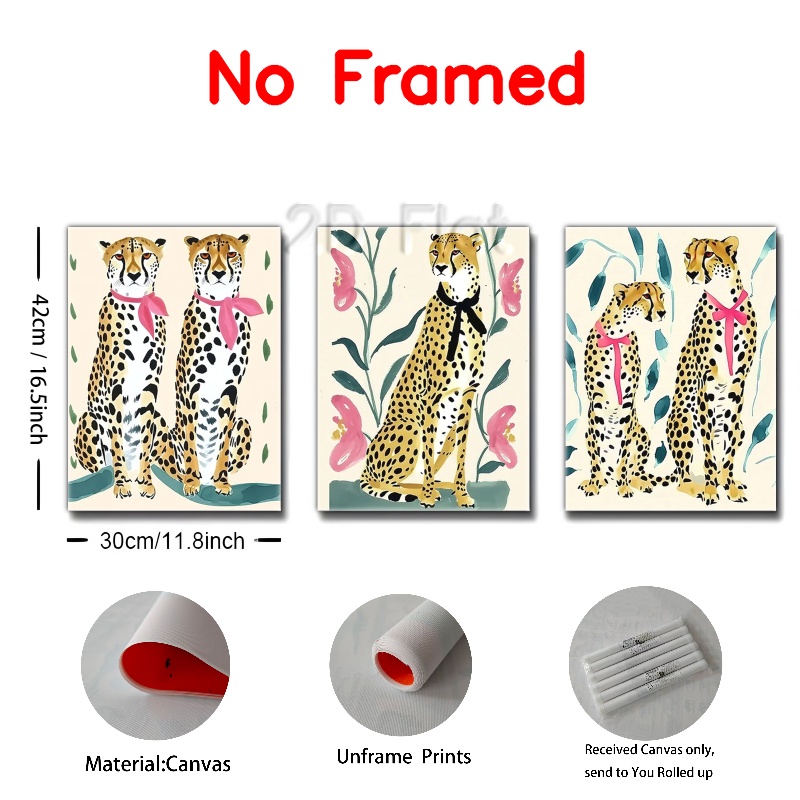 No Framed
2D Flat
42cm / 16.5inch
30cm/11.8inch
Material:Canvas
Unframe Prints
Received Canvas only,
send to You Rolled up